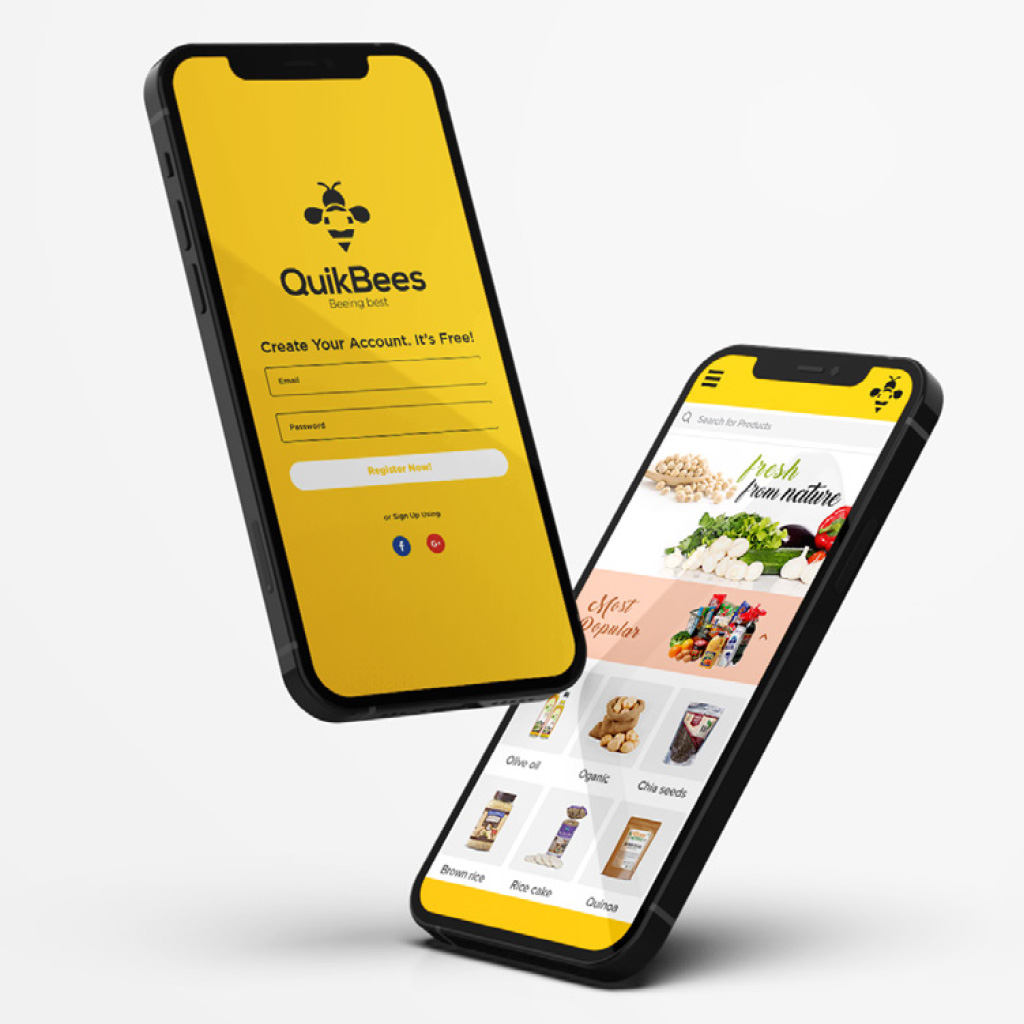 QuikBees
Beeing best
Create Your Account. It's Free!
Email
Password
Register Now!
or Sign Up Using
f
G+
Search for Products
fresh
from nature
Most
Popular
Olive oil
Oganic
Chia seeds
Brown rice
Rice cake
Quinoa